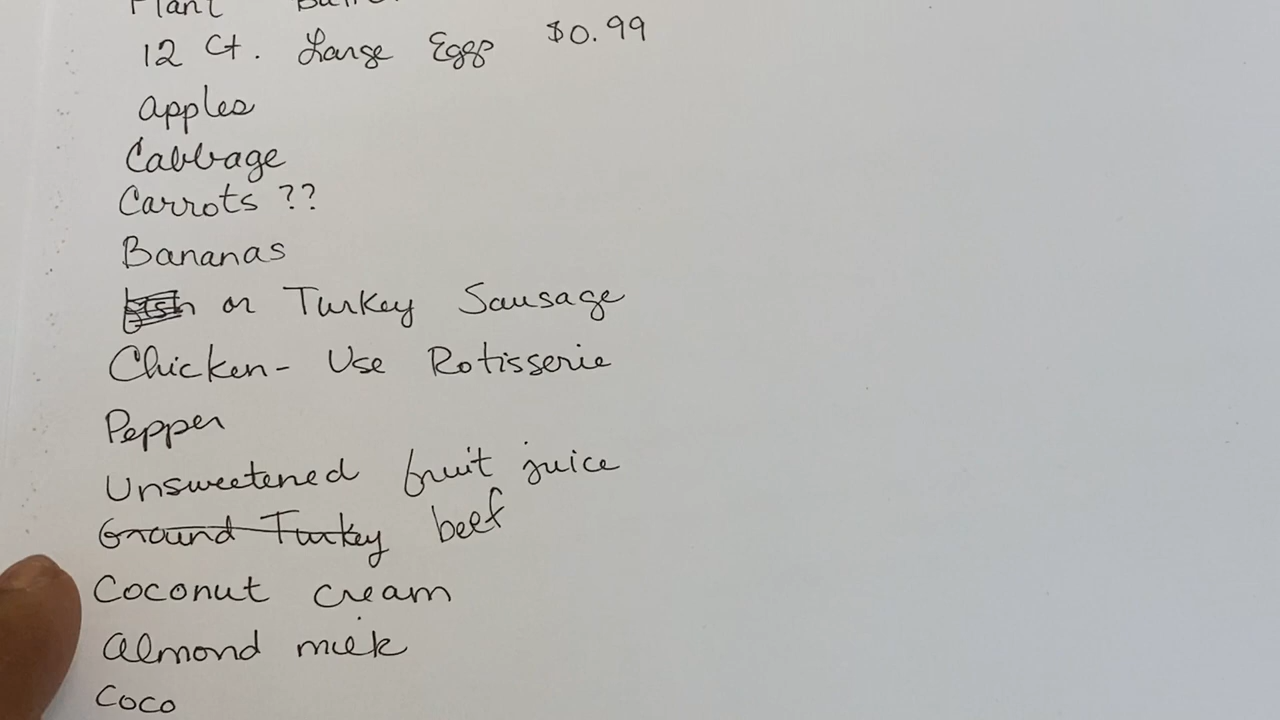 Plant
12 Ct. Large Eggs $0.99
Apples
Cabbage
Carrots ??
Bananas
or Turkey Sausage
Chicken - Use Rotisserie
Pepper
Unsweetened fruit juice
Ground Turkey beef
Coconut cream
Almond milk
Coco